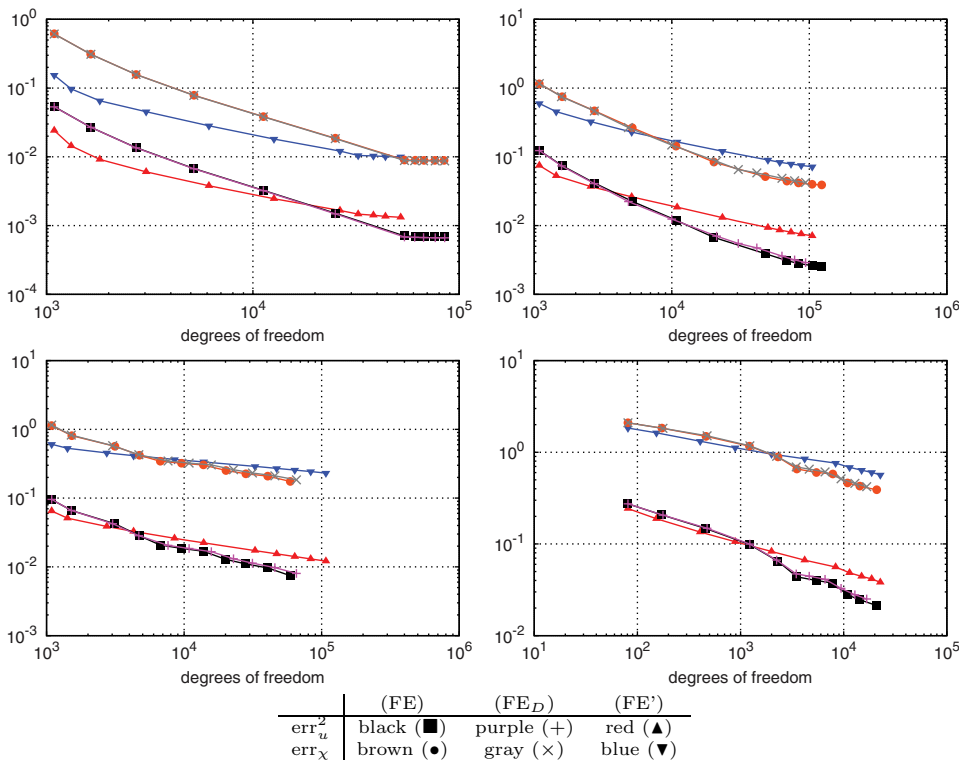 10^0 10^1
10^-1 10^0
10^-2 10^-1
10^-3 10^-2
10^-4 10^-3
10^3 10^4 10^5 10^3 10^4 10^5 10^6
degrees of freedom degrees of freedom
10^1 10^1
10^0 10^0
10^-1
10^-2 10^-1
10^-3 10^-2
10^3 10^4 10^5 10^6 10^1 10^2 10^3 10^4 10^5
degrees of freedom degrees of freedom
(FE) (FE_D) (FE')
err_u^2 black (■) purple (+) red (▲)
err_χ brown (●) gray (×) blue (▼)